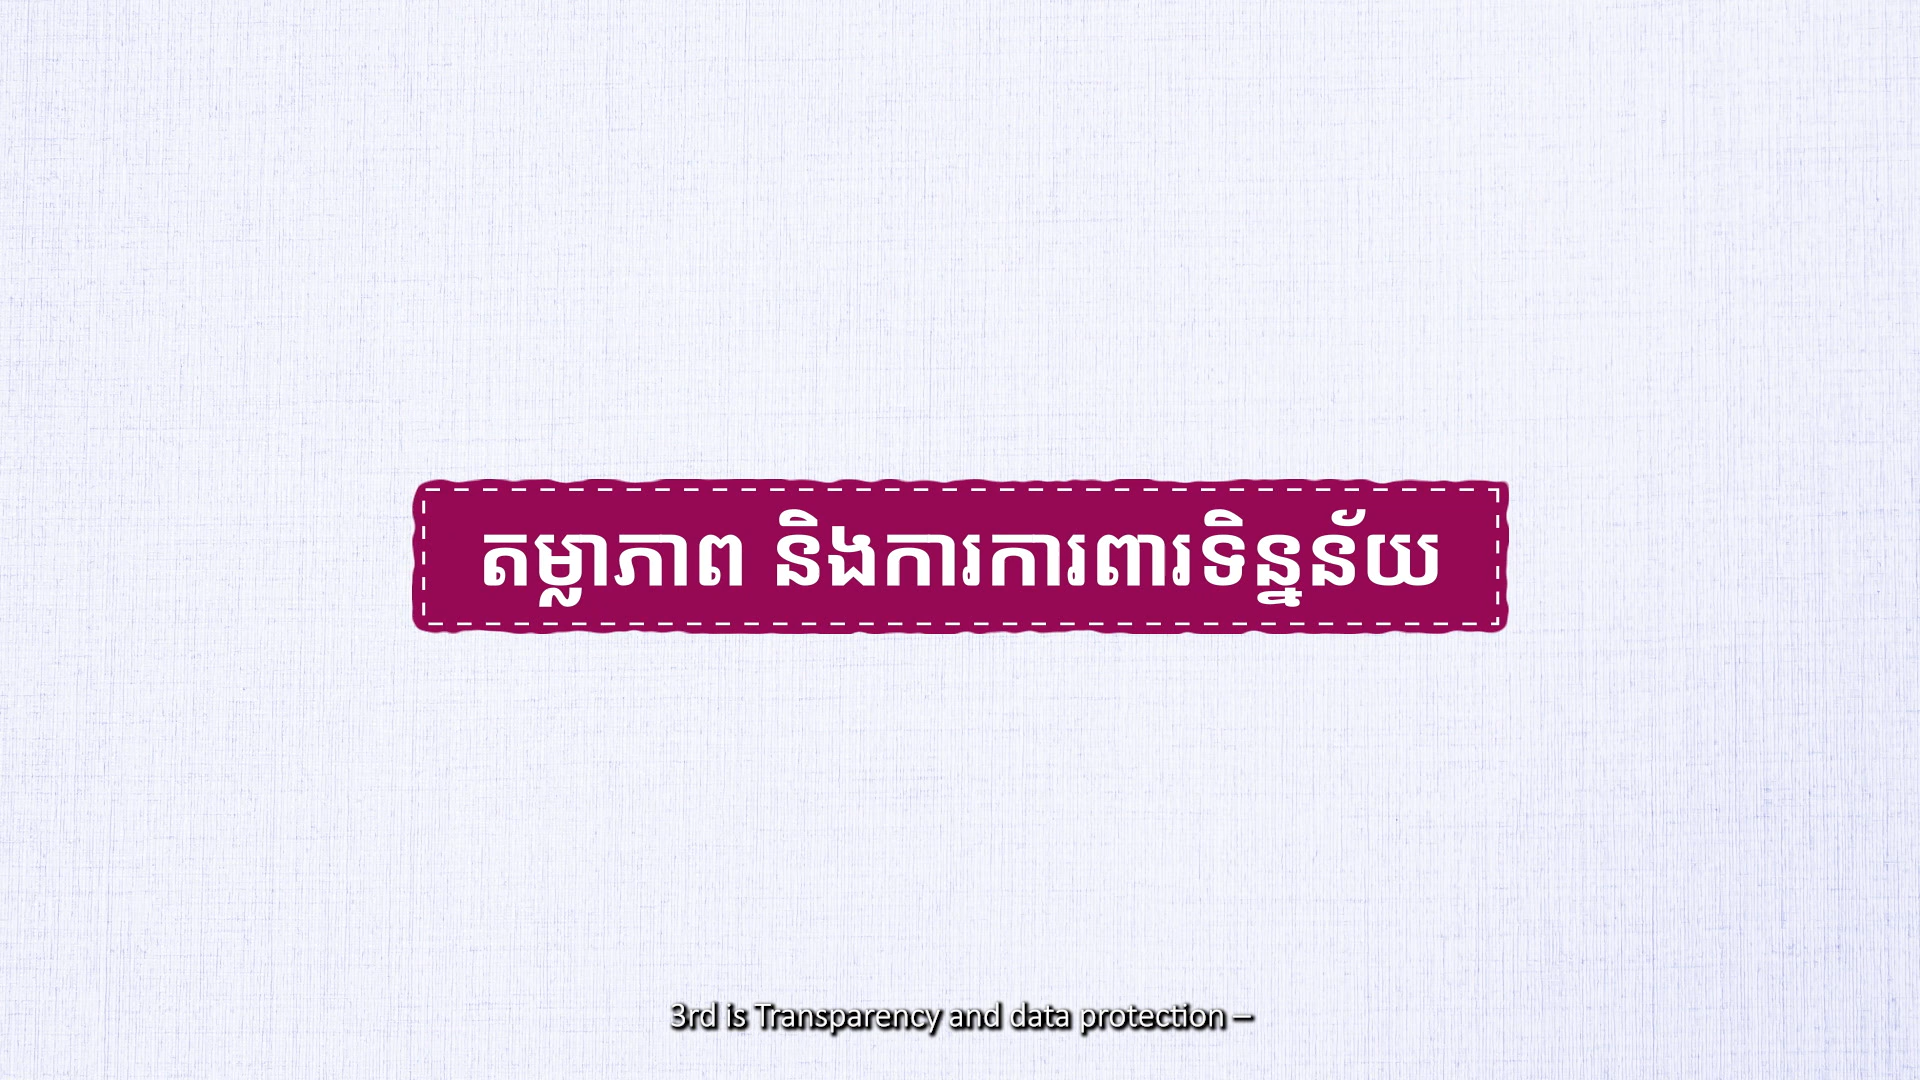 តម្លាភាព និងការការពារទិន្នន័យ
3rd is Transparency and data protection –